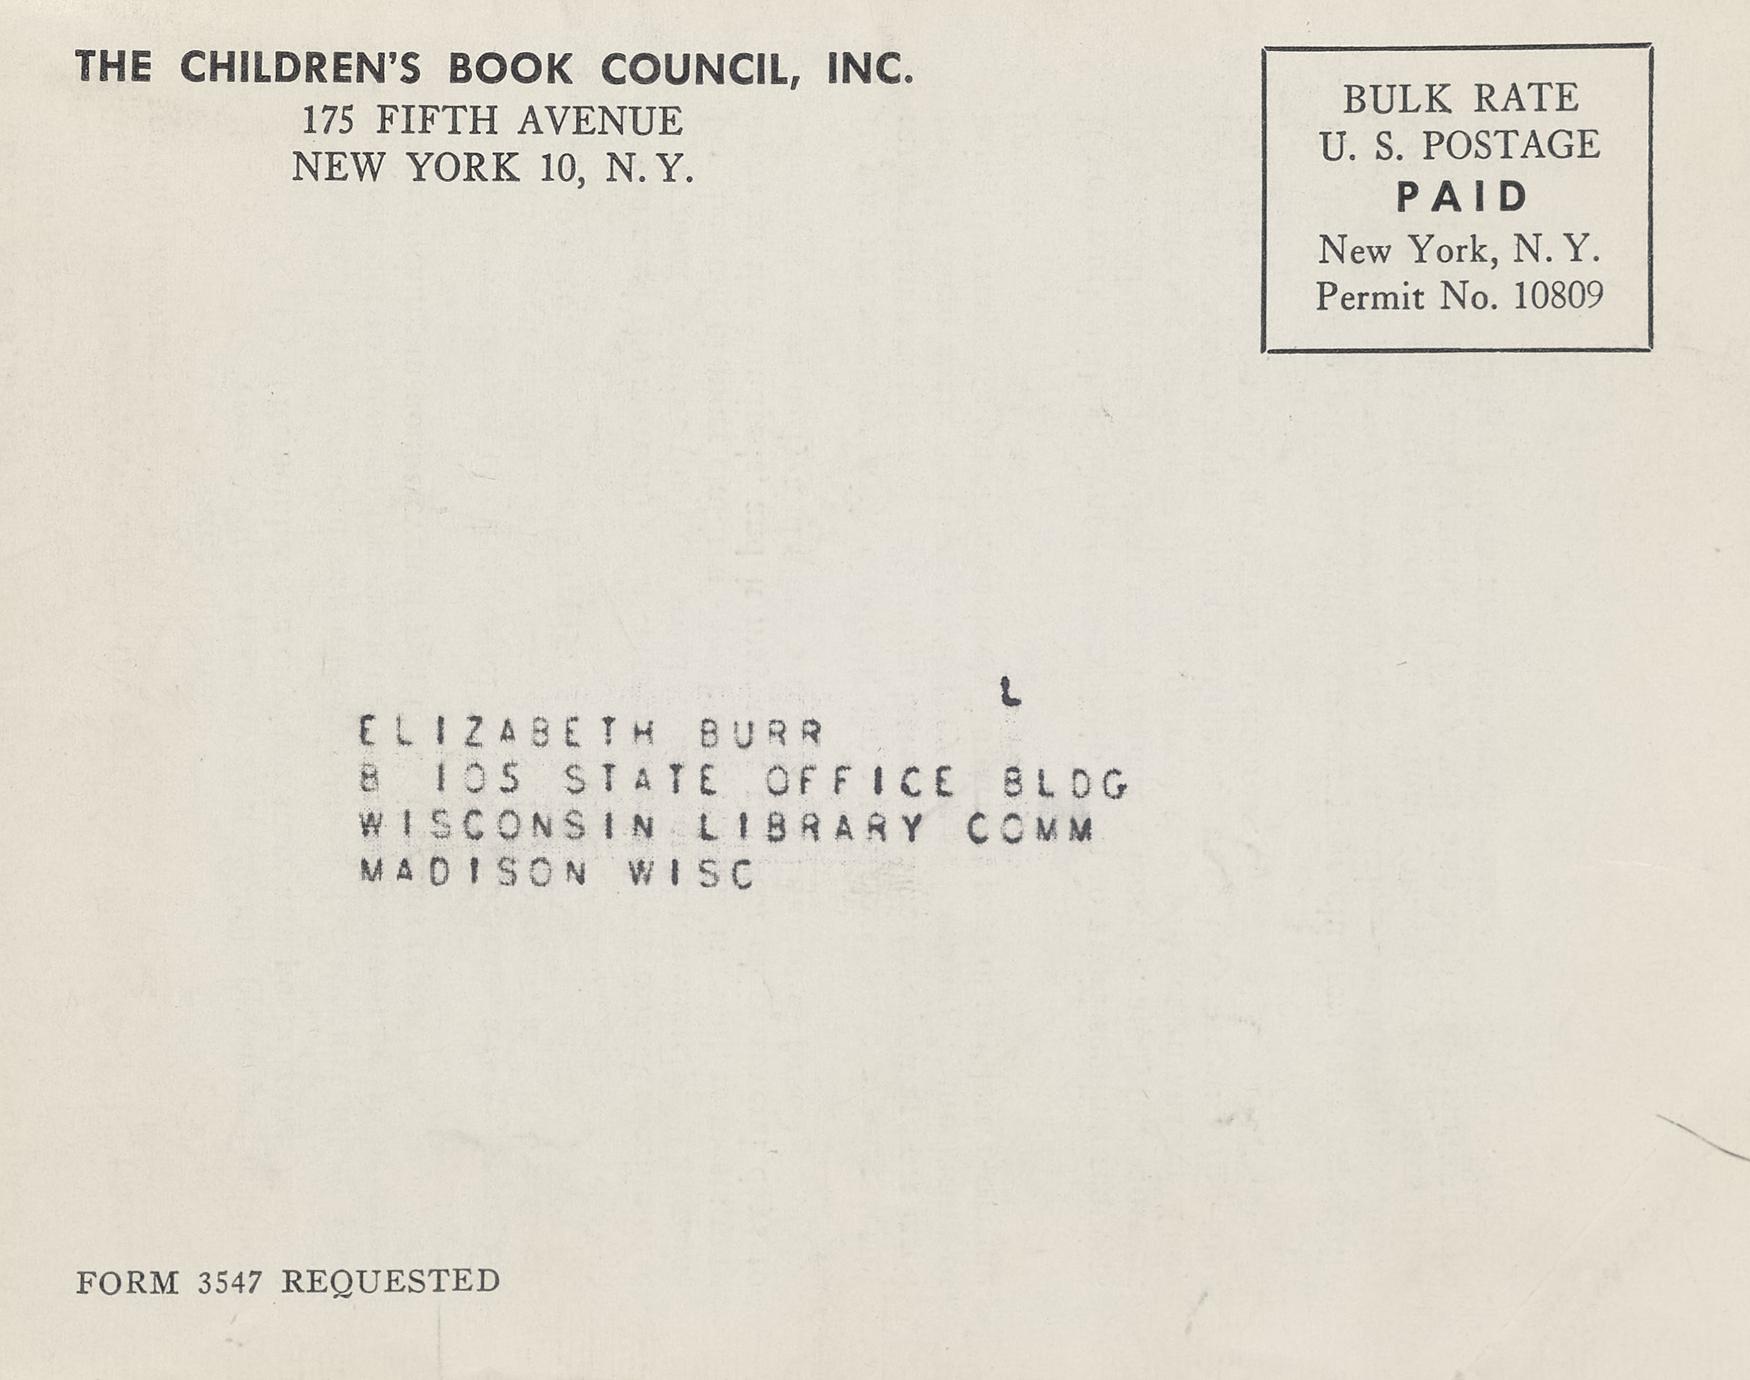 THE CHILDREN'S BOOK COUNCIL, INC.
175 FIFTH AVENUE
NEW YORK 10, N. Y.
BULK RATE
U. S. POSTAGE
PAID
New York, N. Y.
Permit No. 10809
L
ELIZABETH BURR
B 105 STATE OFFICE BLDG
WISCONSIN LIBRARY COMM
MADISON WISC
FORM 3547 REQUESTED